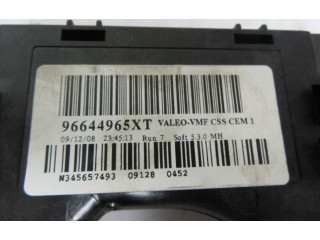 96644965XT VALEO-VMF CSS CEM 1
09/12/08 23:45:13 Run 7 Soft 5.3.0 MH
N345657493 09128 0452